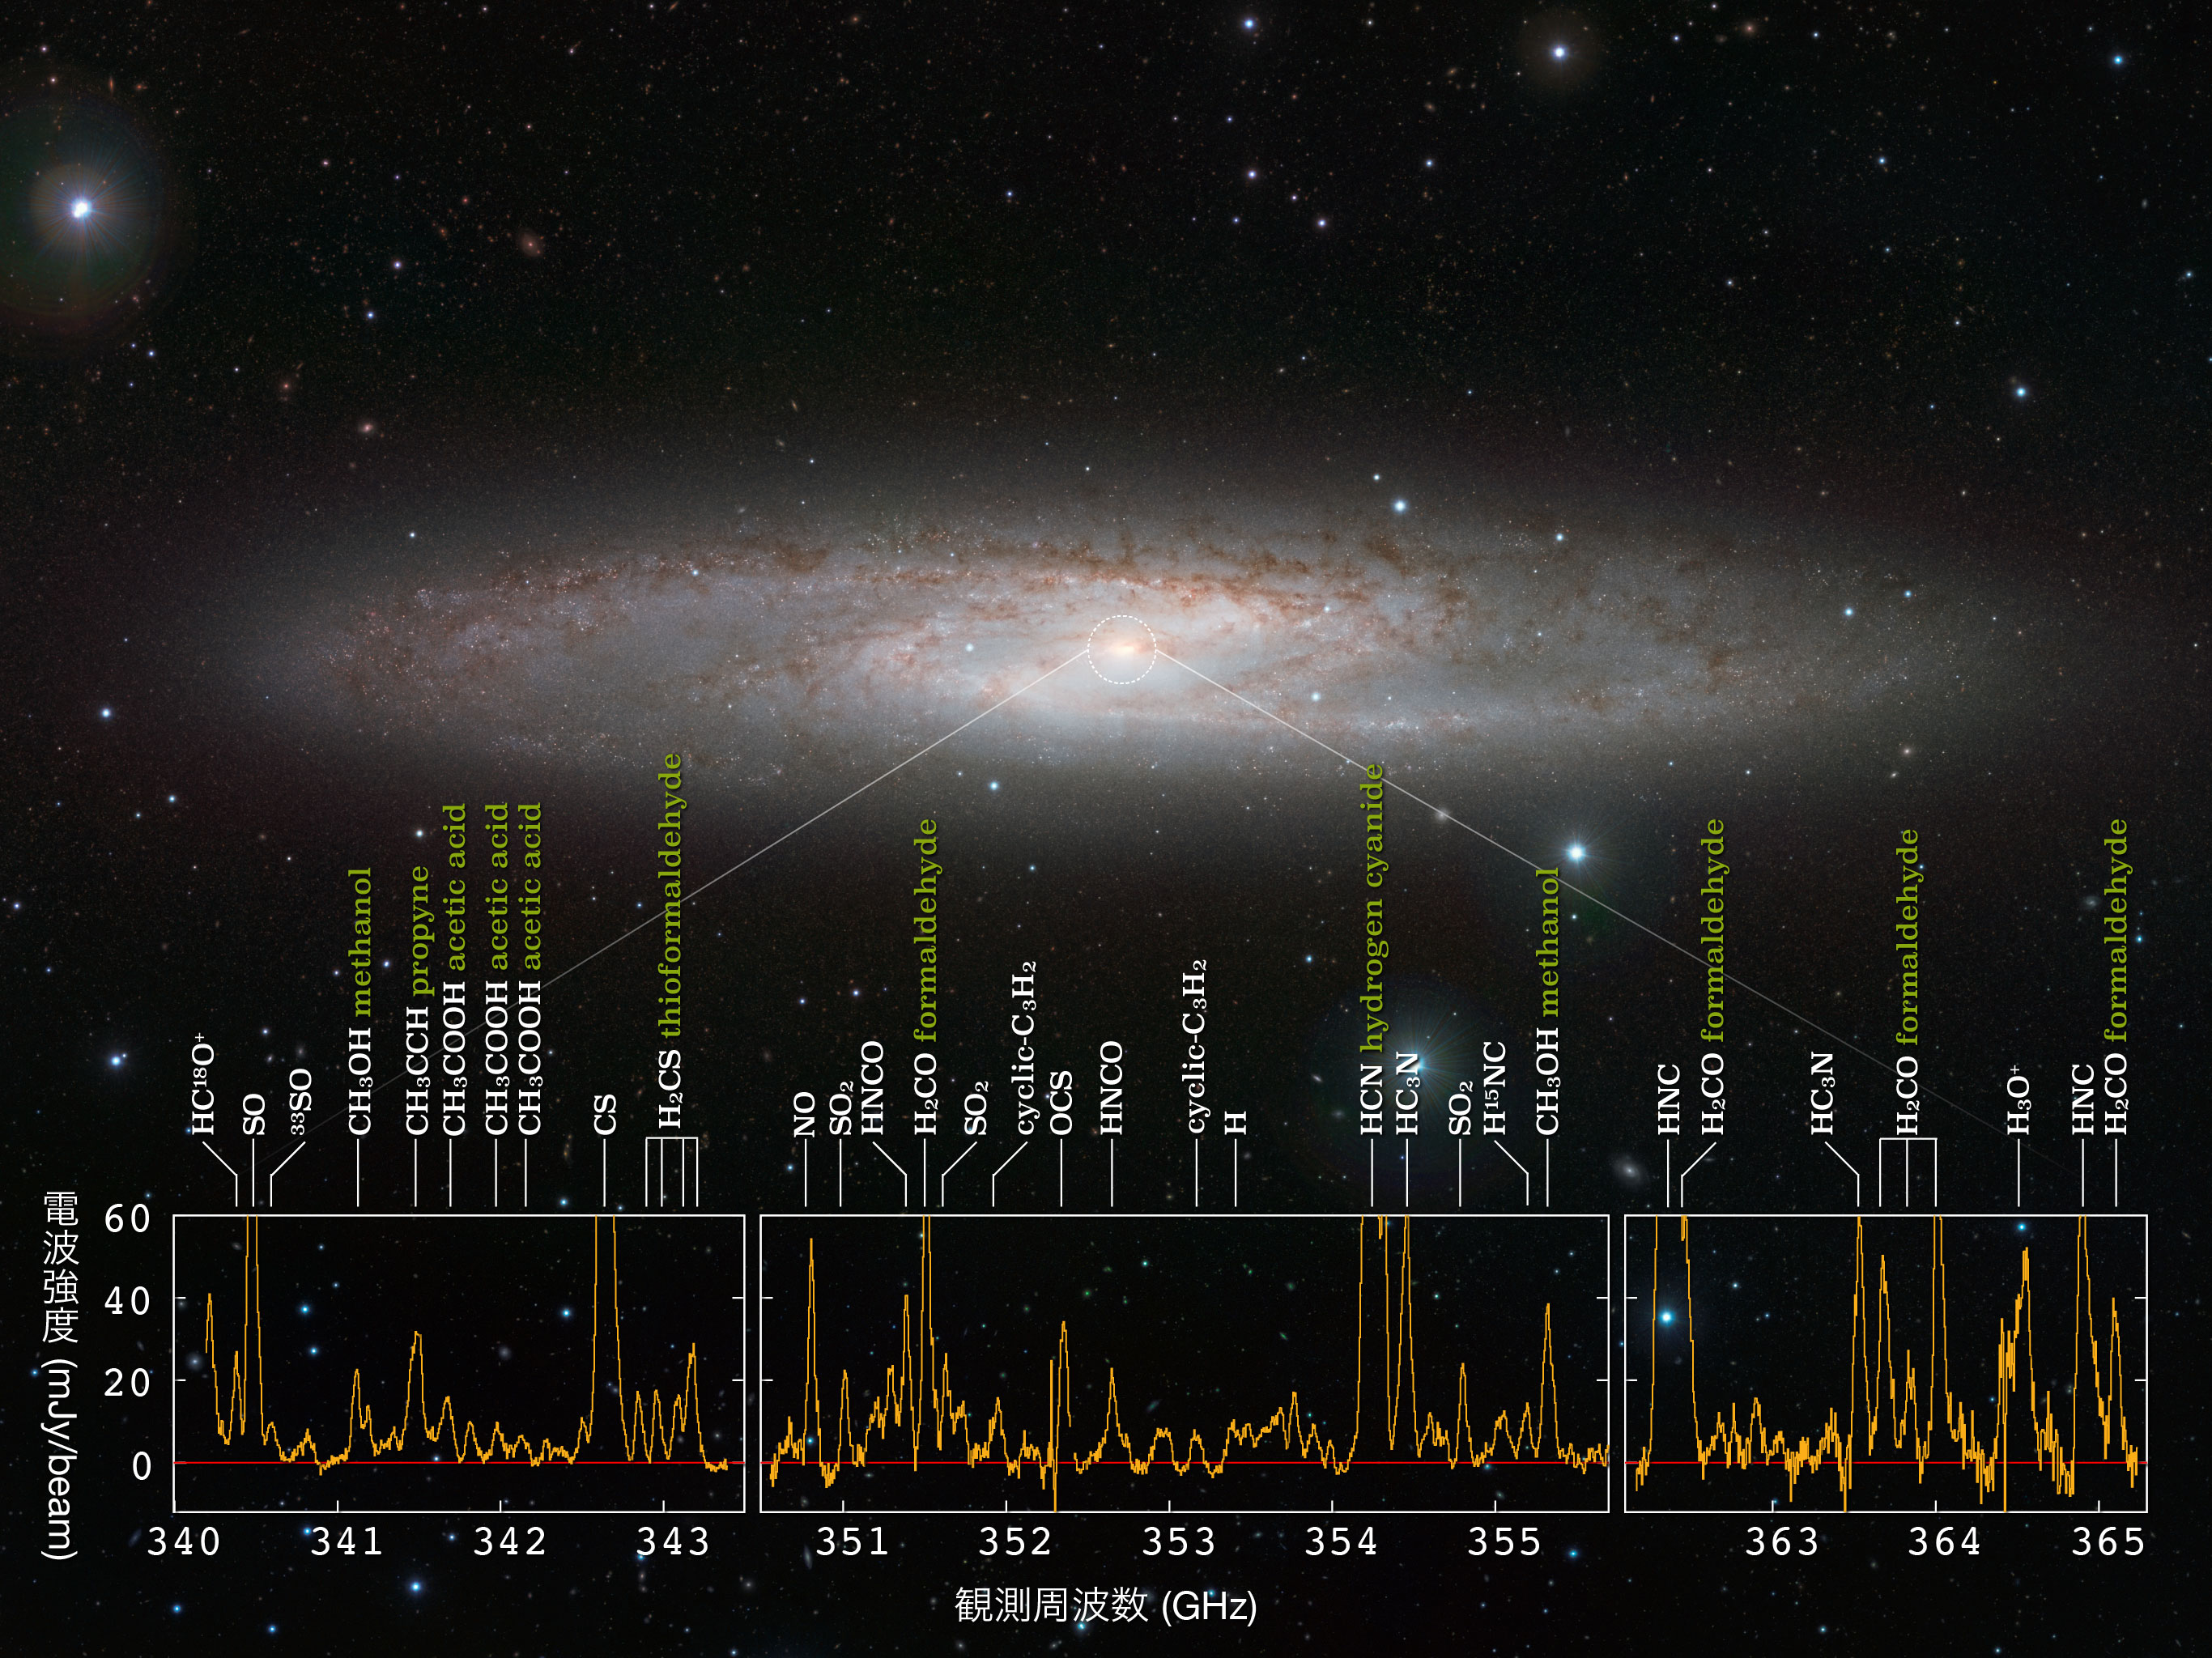 HC¹⁸O⁺
SO
³³SO
CH₃OH methanol
CH₃CCH propyne
CH₃COOH acetic acid
CH₃COOH acetic acid
CH₃COOH acetic acid
CS
H₂CS thioformaldehyde
NO
SO₂
HNCO
H₂CO formaldehyde
SO₂
cyclic-C₃H₂
OCS
HNCO
cyclic-C₃H₂
H
HCN hydrogen cyanide
HC₃N
SO₂
H¹⁵NC
CH₃OH methanol
HNC
H₂CO formaldehyde
HC₃N
H₂CO formaldehyde
H₃O⁺
HNC
H₂CO formaldehyde
電波強度 (mJy/beam)
60
40
20
0
340 341 342 343 351 352 353 354 355 363 364 365
観測周波数 (GHz)